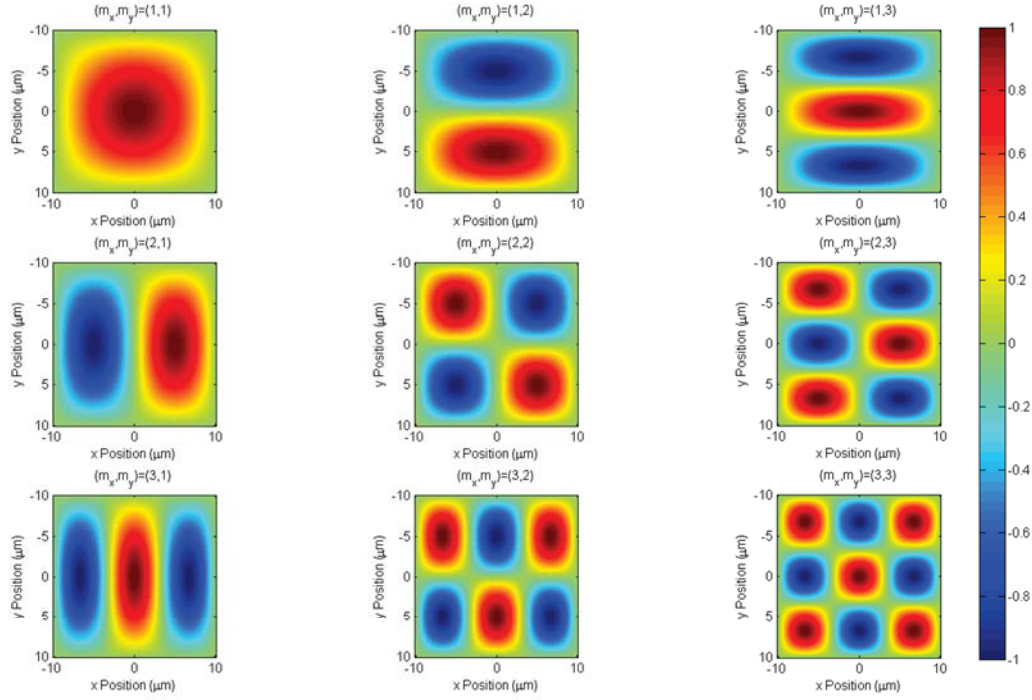 (m_x,m_y)=(1,1)
(m_x,m_y)=(1,2)
(m_x,m_y)=(1,3)
-10
-5
0
5
10
y Position (μm)
-10 0 10
x Position (μm)
-10
-5
0
5
10
y Position (μm)
-10 0 10
x Position (μm)
-10
-5
0
5
10
y Position (μm)
-10 0 10
x Position (μm)
(m_x,m_y)=(2,1)
(m_x,m_y)=(2,2)
(m_x,m_y)=(2,3)
-10
-5
0
5
10
y Position (μm)
-10 0 10
x Position (μm)
-10
-5
0
5
10
y Position (μm)
-10 0 10
x Position (μm)
-10
-5
0
5
10
y Position (μm)
-10 0 10
x Position (μm)
(m_x,m_y)=(3,1)
(m_x,m_y)=(3,2)
(m_x,m_y)=(3,3)
-10
-5
0
5
10
y Position (μm)
-10 0 10
x Position (μm)
-10
-5
0
5
10
y Position (μm)
-10 0 10
x Position (μm)
-10
-5
0
5
10
y Position (μm)
-10 0 10
x Position (μm)
1
0.8
0.6
0.4
0.2
0
-0.2
-0.4
-0.6
-0.8
-1